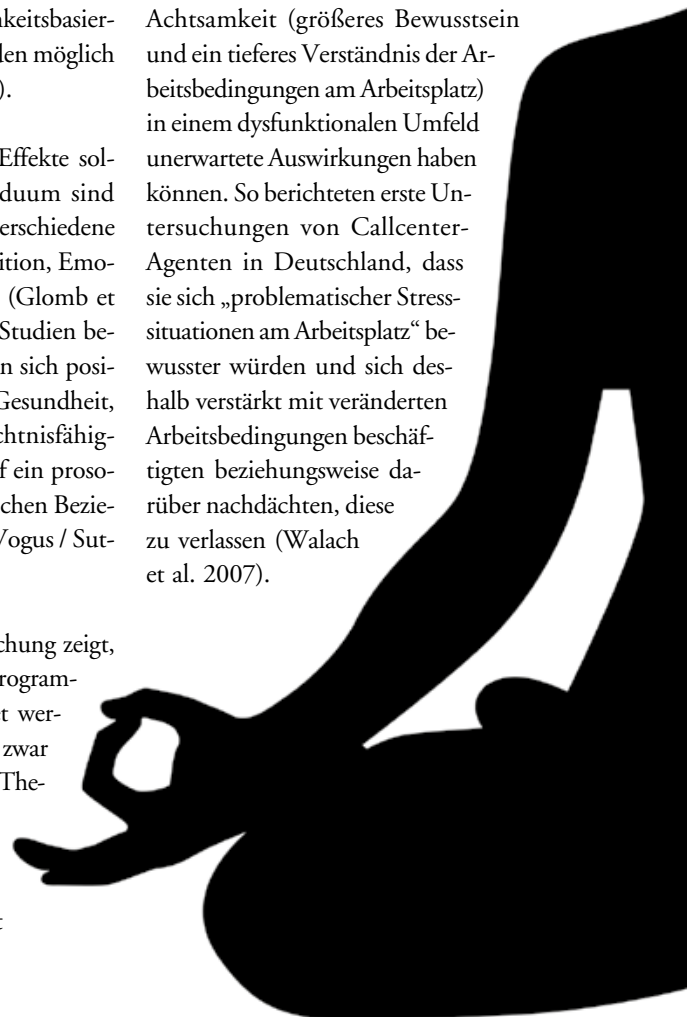 keitsbasier-
den möglich
).
Effekte sol-
duum sind
erschiedene
ition, Emo-
(Glomb et
Studien be-
n sich posi-
Gesundheit,
chtnisfähig-
f ein proso-
chen Bezie-
Vogus / Sut-
chung zeigt,
rogram-
t wer-
zwar
The-
t
Achtsamkeit (größeres Bewusstsein
und ein tieferes Verständnis der Ar-
beitsbedingungen am Arbeitsplatz)
in einem dysfunktionalen Umfeld
unerwartete Auswirkungen haben
können. So berichteten erste Un-
tersuchungen von Callcenter-
Agenten in Deutschland, dass
sie sich „problematischer Stress-
situationen am Arbeitsplatz“ be-
wusster würden und sich des-
halb verstärkt mit veränderten
Arbeitsbedingungen beschäf-
tigten beziehungsweise da-
rüber nachdächten, diese
zu verlassen (Walach
et al. 2007).